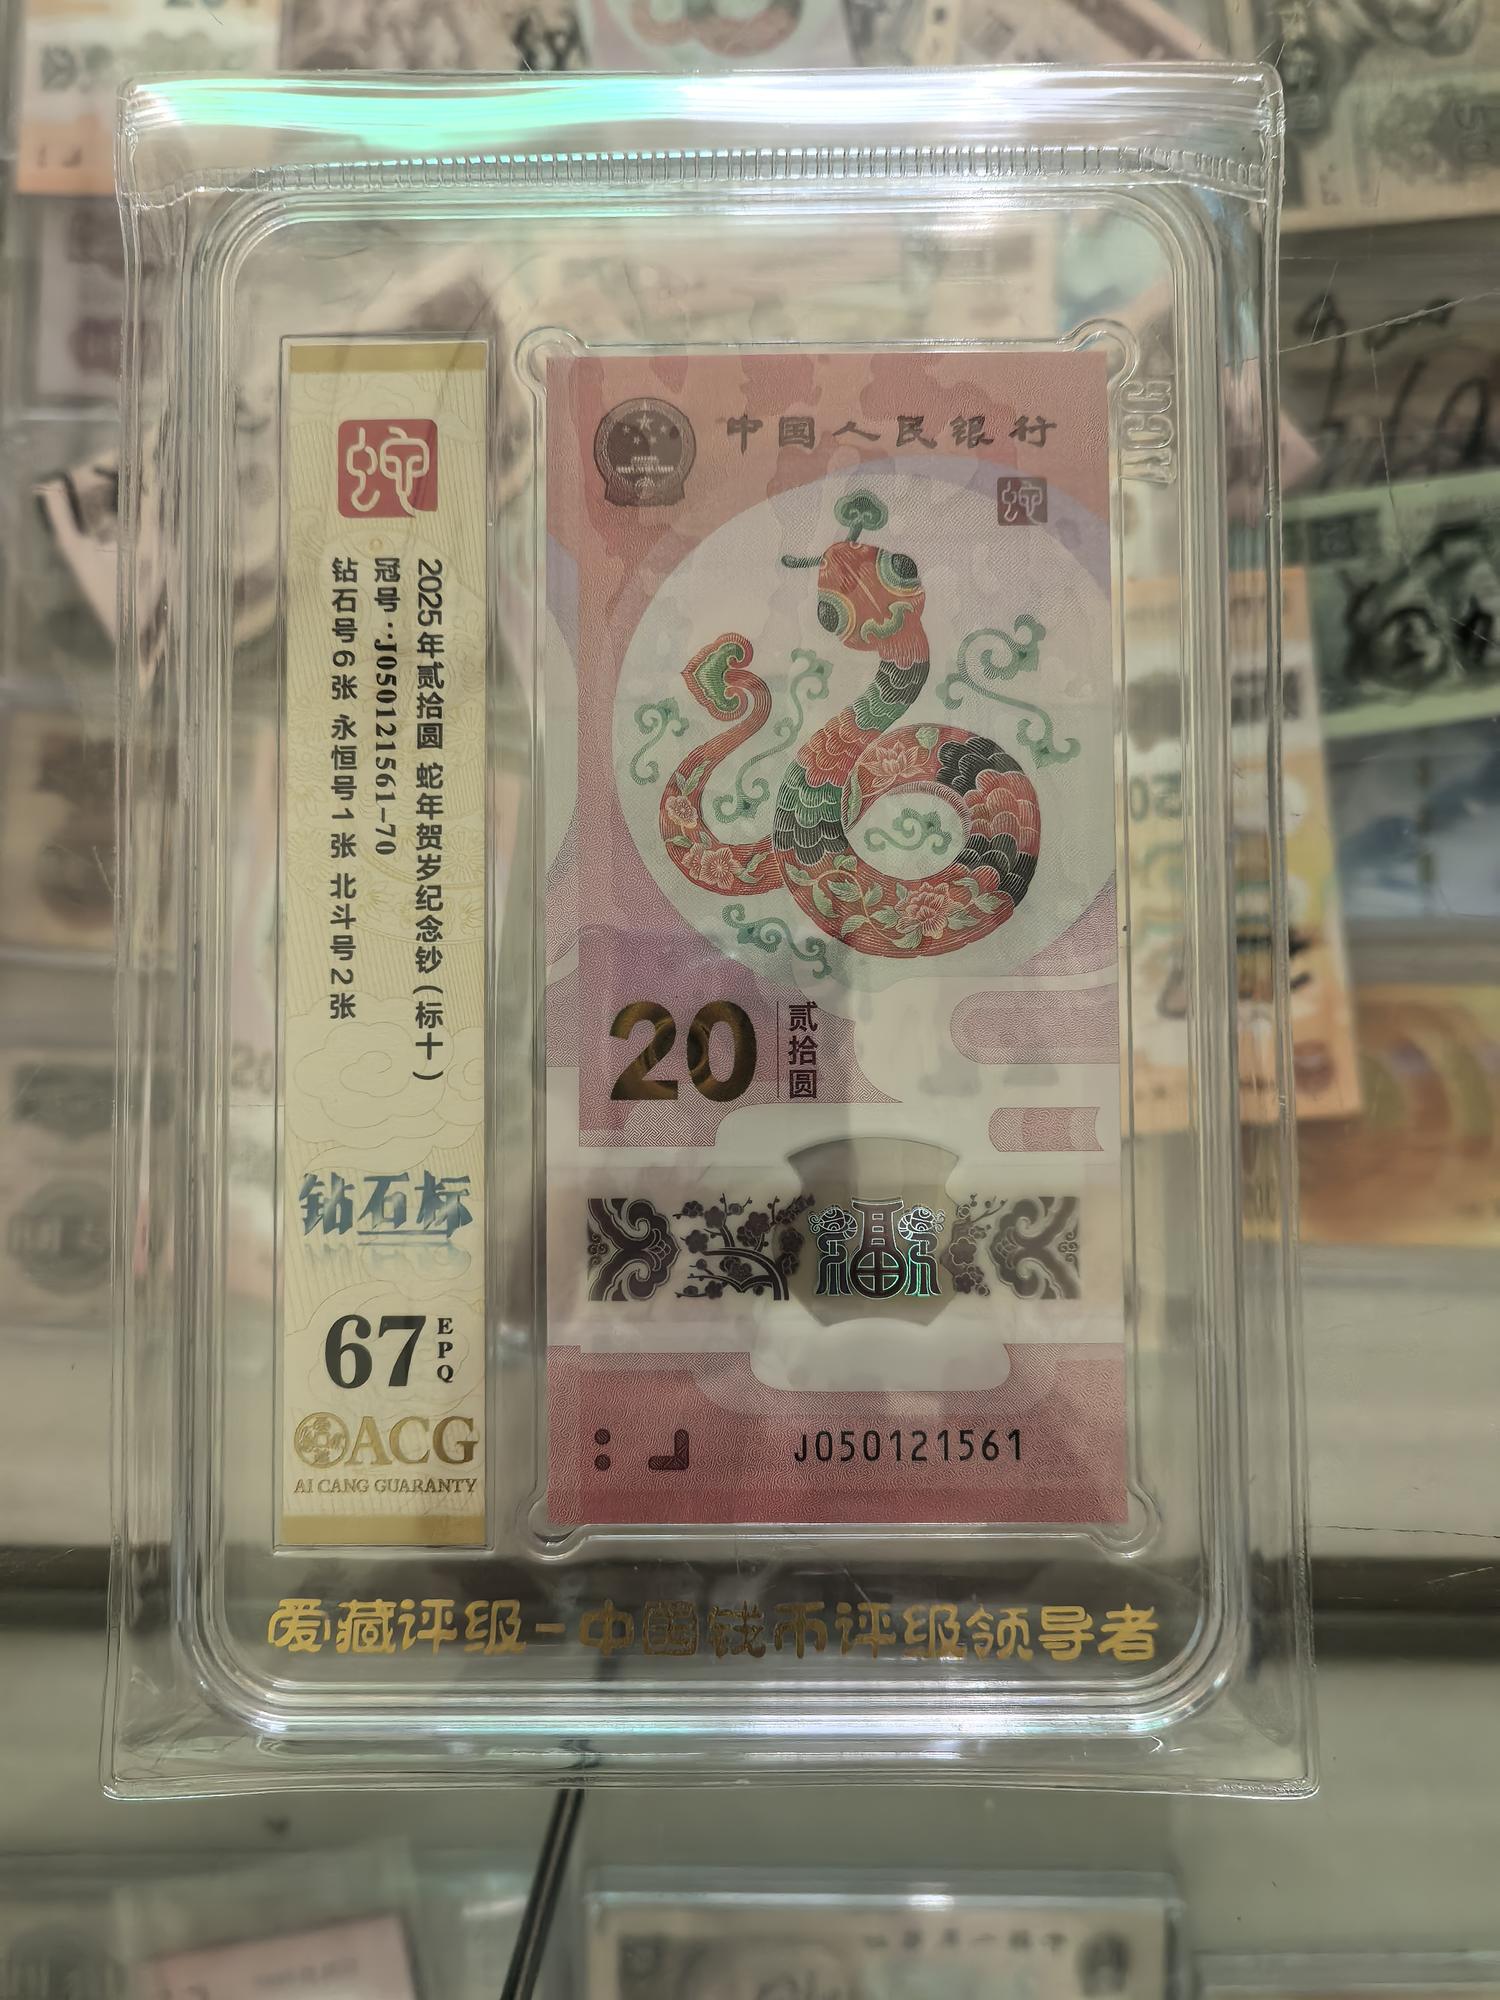 蛇
2025年贰拾圆 蛇年贺岁纪念钞（标十）
冠号：J050121561-70
钻石号6张 永恒号1张 北斗号2张
钻石标
67
EPQ
ACG
AI CANG GUARANTY
中国人民银行
蛇
20
贰拾圆
福
J050121561
ACG
爱藏评级－中国钱币评级领导者